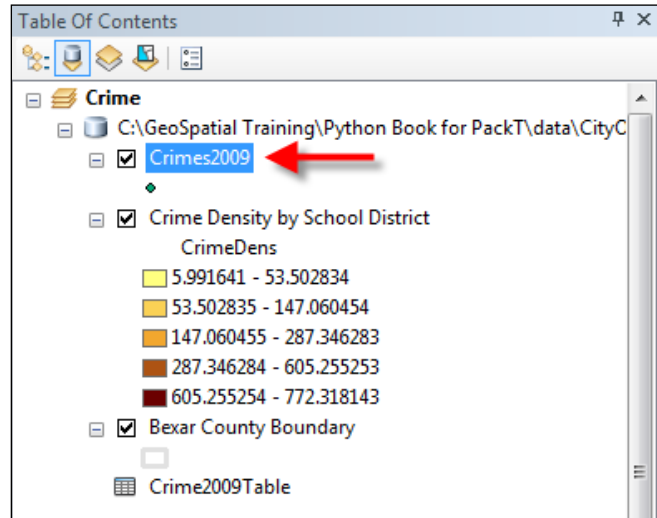 Table Of Contents
Crime
C:\GeoSpatial Training\Python Book for PackT\data\CityC
Crimes2009
Crime Density by School District
CrimeDens
5.991641 - 53.502834
53.502835 - 147.060454
147.060455 - 287.346283
287.346284 - 605.255253
605.255254 - 772.318143
Bexar County Boundary
Crime2009Table